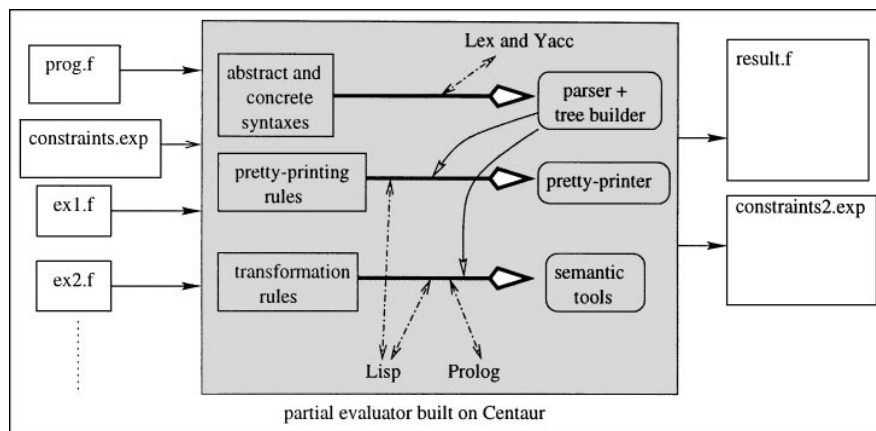 prog.f
constraints.exp
ex1.f
ex2.f
abstract and
concrete
syntaxes
Lex and Yacc
parser +
tree builder
pretty-printing
rules
pretty-printer
transformation
rules
semantic
tools
Lisp
Prolog
result.f
constraints2.exp
partial evaluator built on Centaur